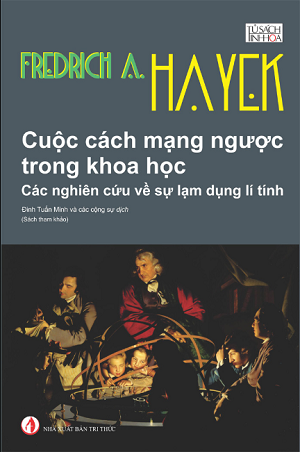 TỦ SÁCH
TINH HOA
FREDRICH A.
HAYEK
Cuộc cách mạng ngược
trong khoa học
Các nghiên cứu về sự lạm dụng lí tính
Đinh Tuấn Minh và các cộng sự dịch
(Sách tham khảo)
NHÀ XUẤT BẢN TRI THỨC